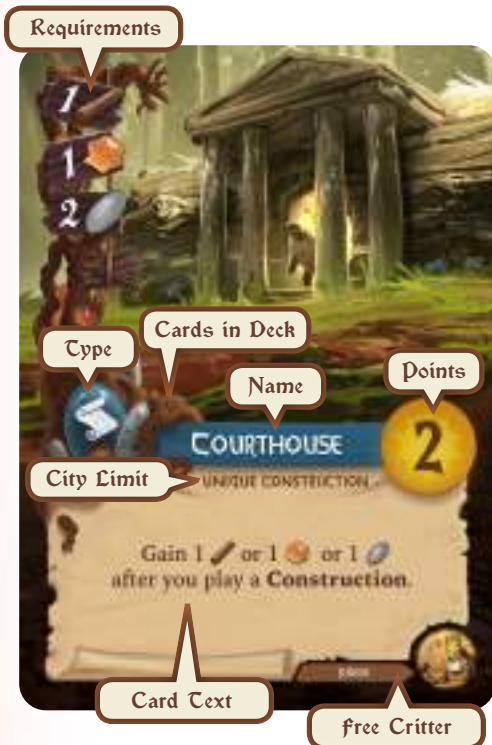 Requirements
1
1
2
Type
Cards in Deck
Name
Points
COURTHOUSE
2
City Limit
UNIQUE CONSTRUCTION
Gain 1 or 1 or 1
after you play a Construction.
Card Text
Free Critter